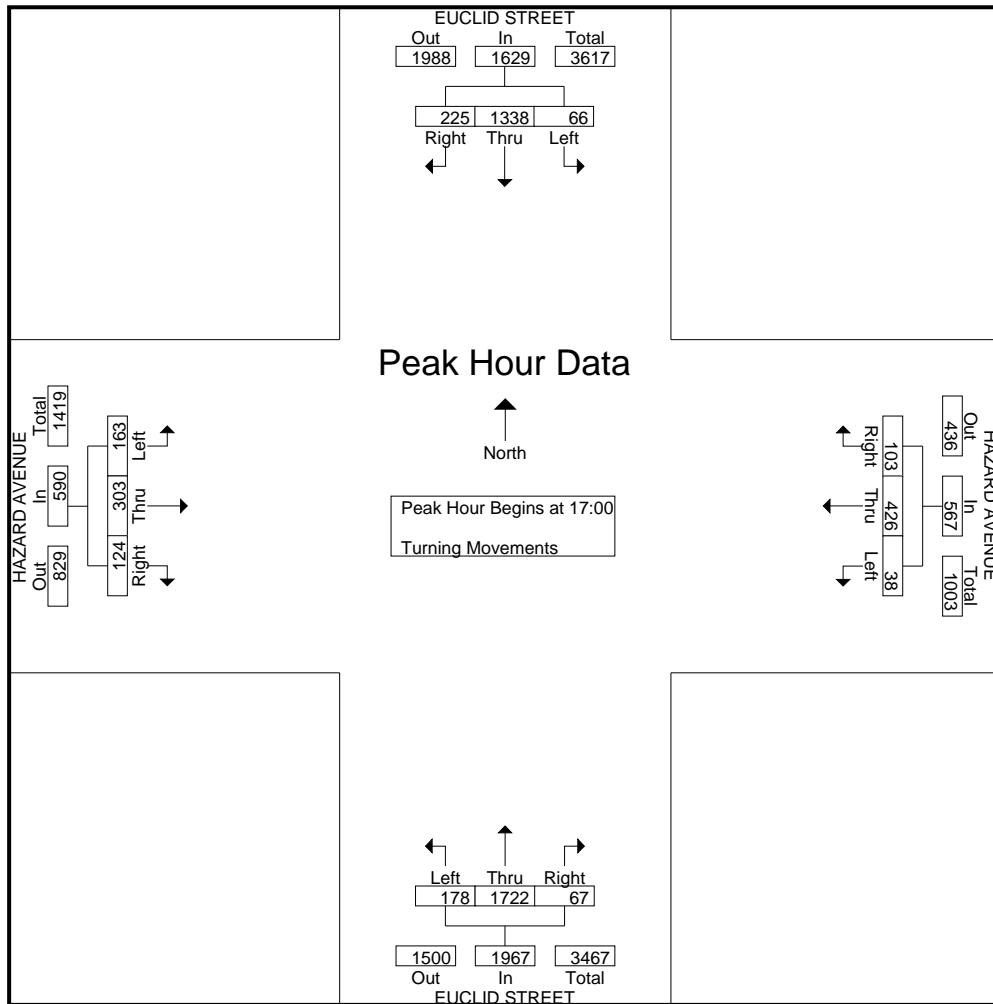 EUCLID STREET
Out In Total
1988 1629 3617
225 1338 66
Right Thru Left
Peak Hour Data
North
Peak Hour Begins at 17:00
Turning Movements
HAZARD AVENUE
Total In Out
1419 590 829
163 303 124
Left Thru Right
HAZARD AVENUE
Out In Total
436 567 1003
103 426 38
Right Thru Left
Left Thru Right
178 1722 67
1500 1967 3467
Out In Total
EUCLID STREET